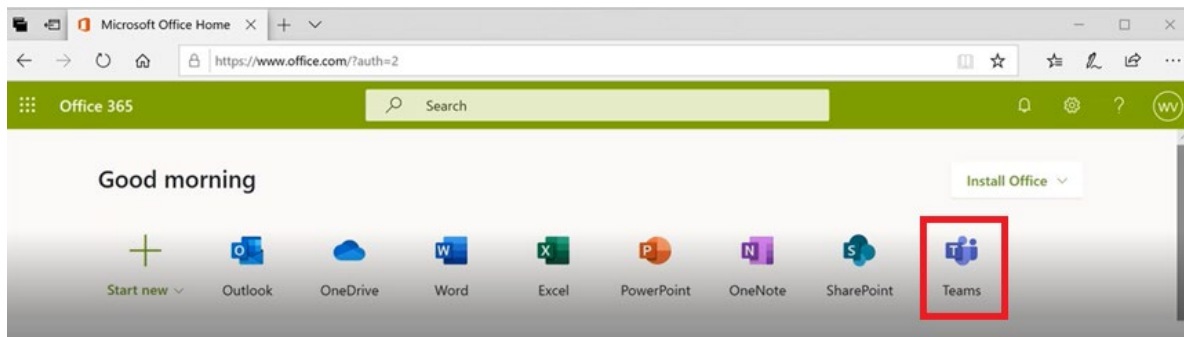 Microsoft Office Home
https://www.office.com/?auth=2
Office 365 Search ? WV
Good morning Install Office
Start new Outlook OneDrive Word Excel PowerPoint OneNote SharePoint Teams